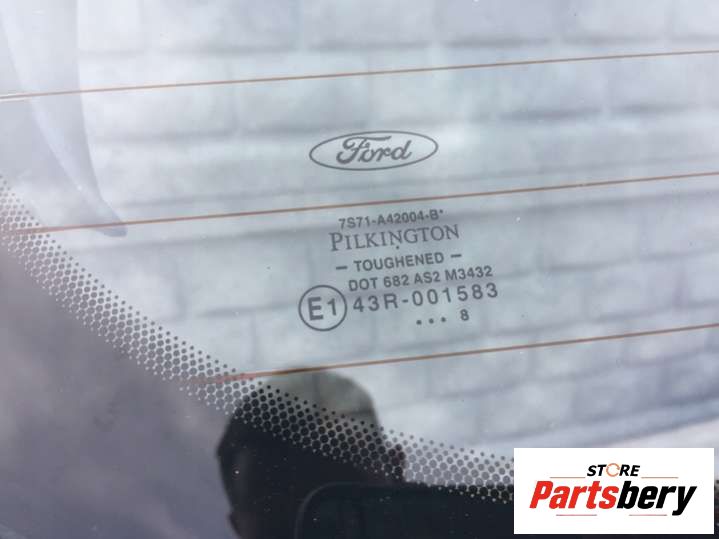 Ford
7S71-A42004-B*
PILKINGTON
- TOUGHENED -
DOT 682 AS2 M3432
E1 43R-001583
... 8
STORE
Partsbery